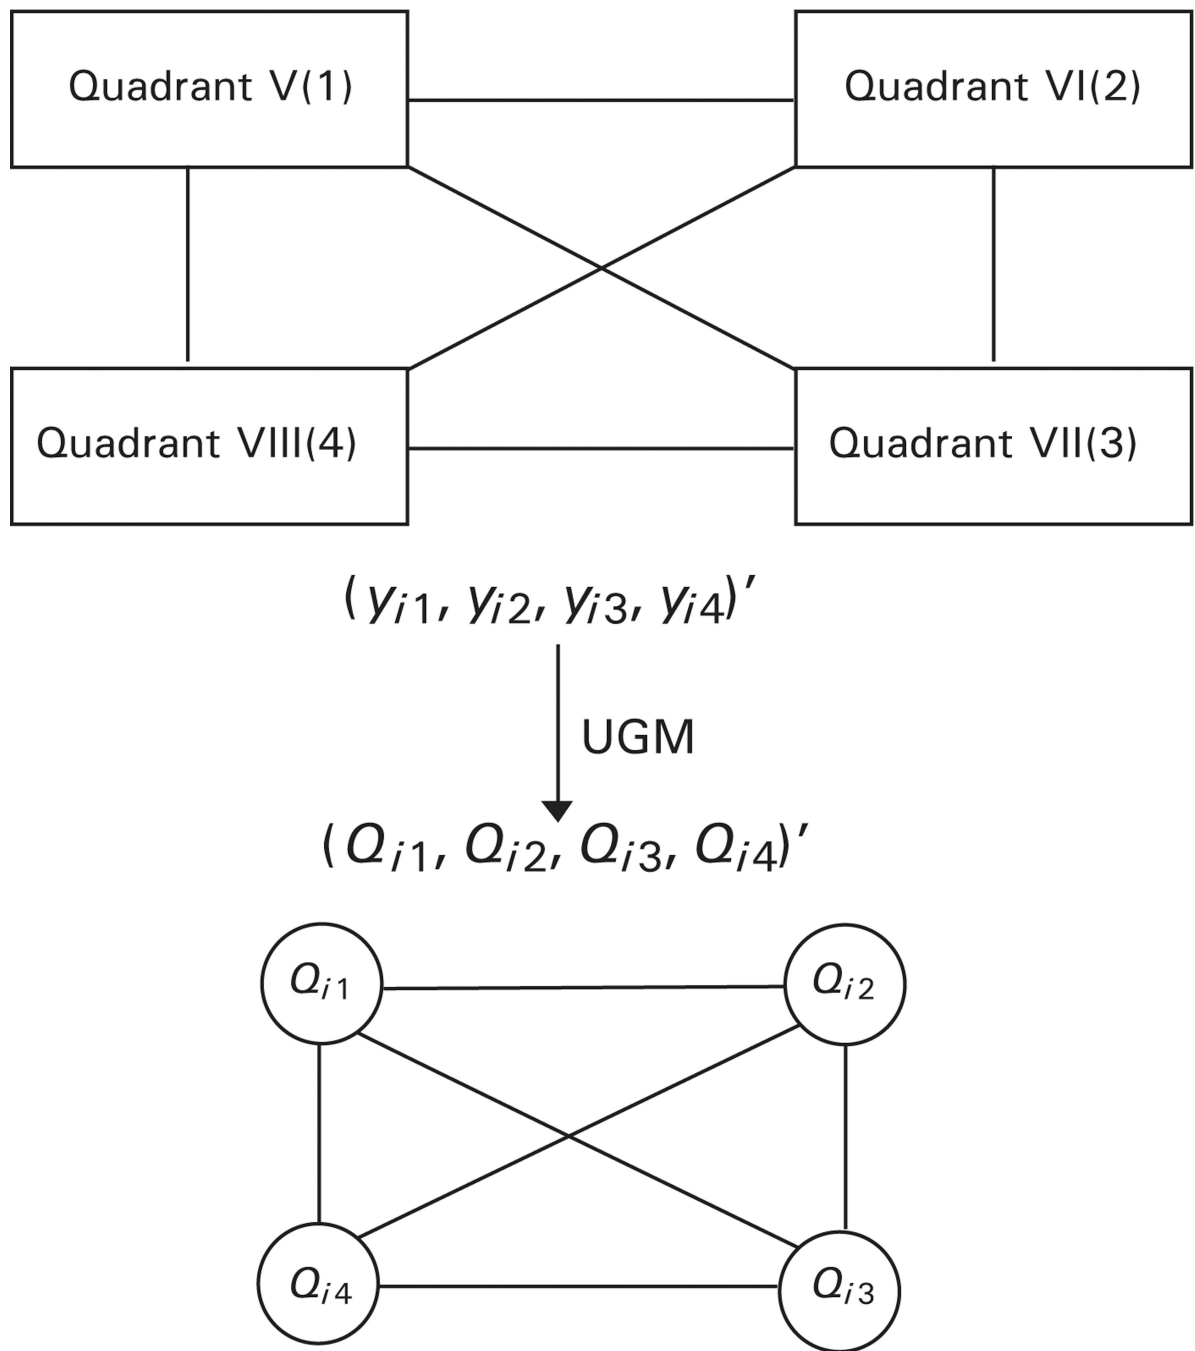 Quadrant V(1)
Quadrant VI(2)
Quadrant VIII(4)
Quadrant VII(3)
(yi1, yi2, yi3, yi4)′
UGM
(Qi1, Qi2, Qi3, Qi4)′
Qi1
Qi2
Qi4
Qi3